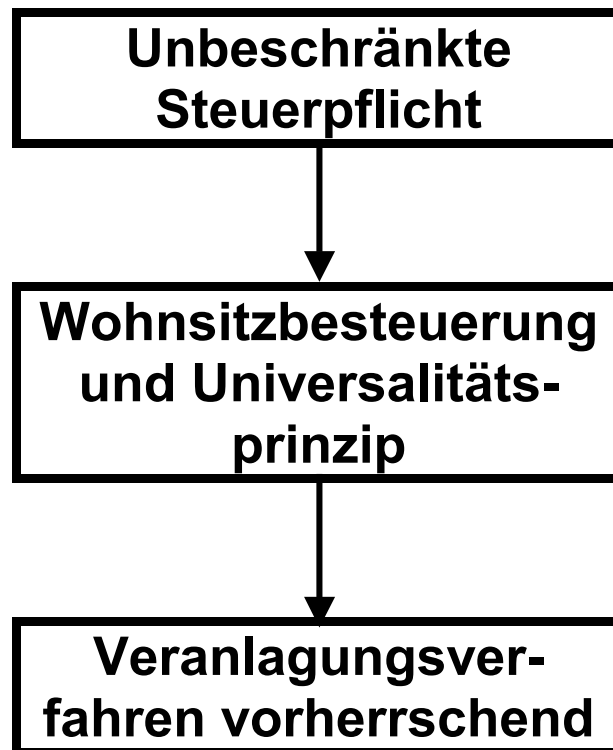 Unbeschränkte
Steuerpflicht
Wohnsitzbesteuerung
und Universalitäts-
prinzip
Veranlagungsver-
fahren vorherrschend